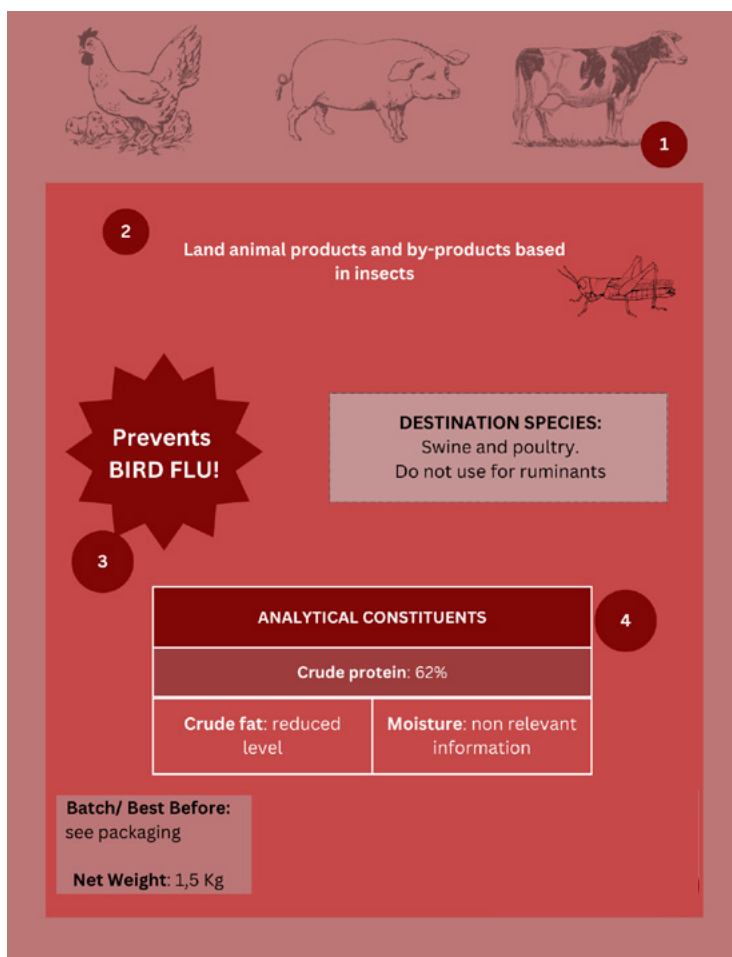 1
2
Land animal products and by-products based
in insects
Prevents
BIRD FLU!
DESTINATION SPECIES:
Swine and poultry.
Do not use for ruminants
3
ANALYTICAL CONSTITUENTS
4
Crude protein: 62%
Crude fat: reduced
level
Moisture: non relevant
information
Batch/ Best Before:
see packaging
Net Weight: 1,5 Kg